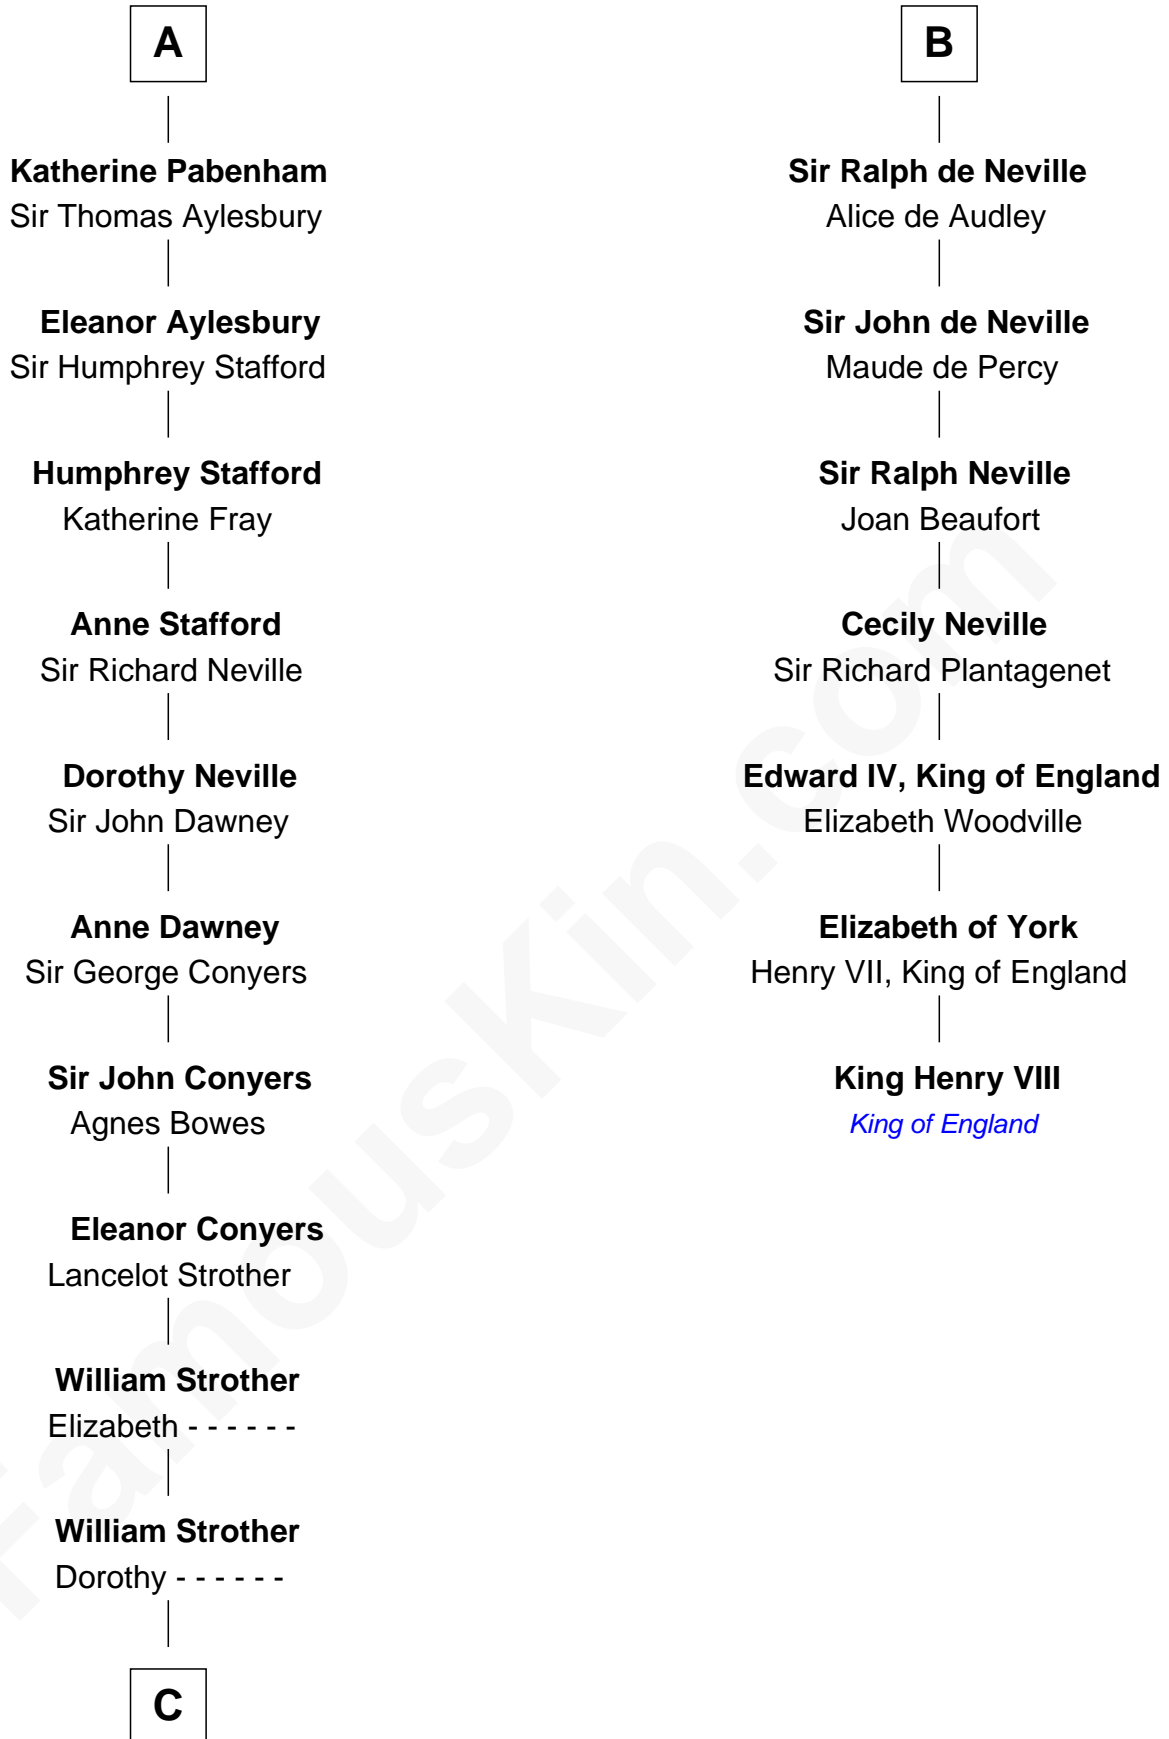 A
Katherine Pabenham
Sir Thomas Aylesbury
Eleanor Aylesbury
Sir Humphrey Stafford
Humphrey Stafford
Katherine Fray
Anne Stafford
Sir Richard Neville
Dorothy Neville
Sir John Dawney
Anne Dawney
Sir George Conyers
Sir John Conyers
Agnes Bowes
Eleanor Conyers
Lancelot Strother
William Strother
Elizabeth - - - - - -
William Strother
Dorothy - - - - - -
C
B
Sir Ralph de Neville
Alice de Audley
Sir John de Neville
Maude de Percy
Sir Ralph Neville
Joan Beaufort
Cecily Neville
Sir Richard Plantagenet
Edward IV, King of England
Elizabeth Woodville
Elizabeth of York
Henry VII, King of England
King Henry VIII
King of England
FamousKin.com